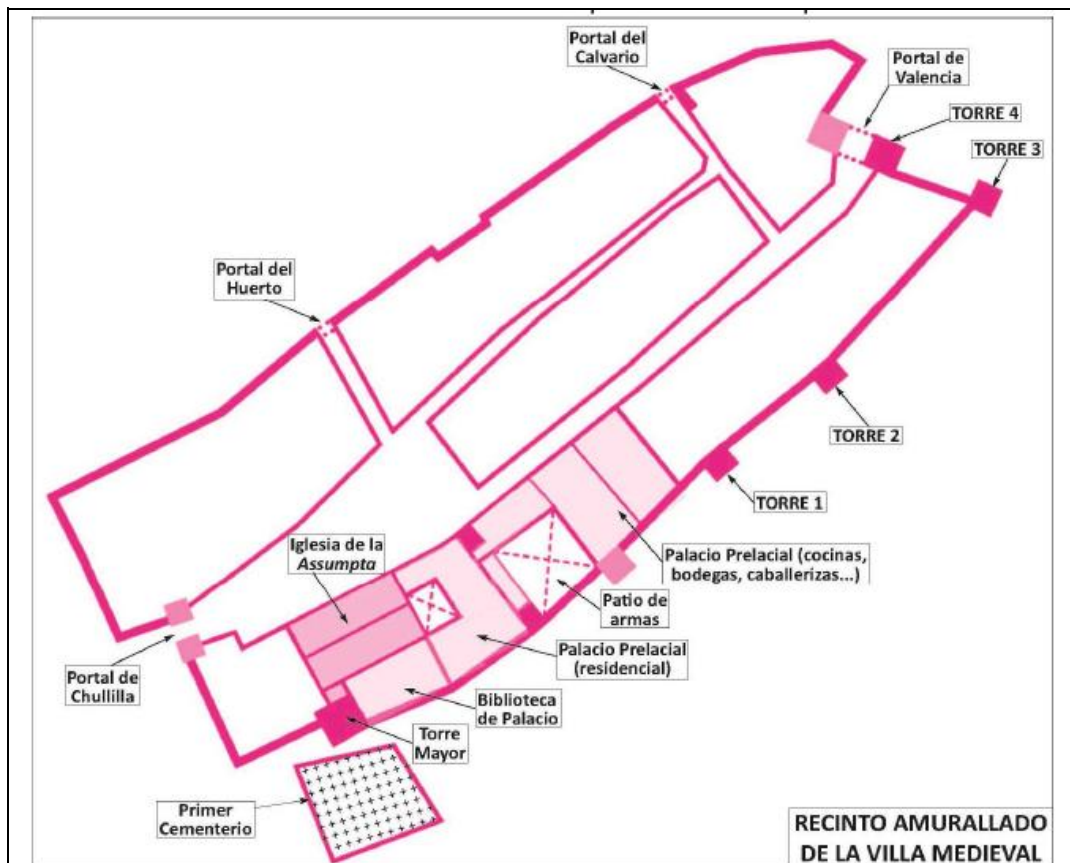 Portal del
Calvario
Portal de
Valencia
TORRE 4
TORRE 3
Portal del
Huerto
TORRE 2
TORRE 1
Iglesia de la
Assumpta
Palacio Prelacial (cocinas,
bodegas, caballerizas...)
Patio de
armas
Palacio Prelacial
(residencial)
Portal de
Chullilla
Biblioteca
de Palacio
Torre
Mayor
Primer
Cementerio
RECINTO AMURALLADO
DE LA VILLA MEDIEVAL